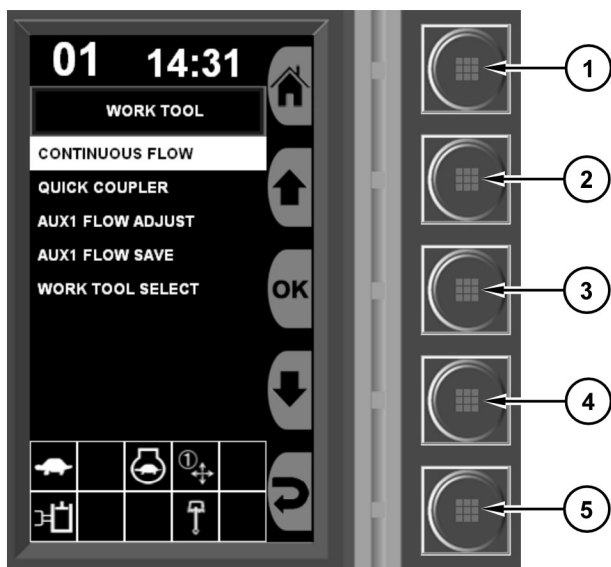 01 14:31
WORK TOOL
CONTINUOUS FLOW
QUICK COUPLER
AUX1 FLOW ADJUST
AUX1 FLOW SAVE
WORK TOOL SELECT
OK
1
1
2
3
4
5